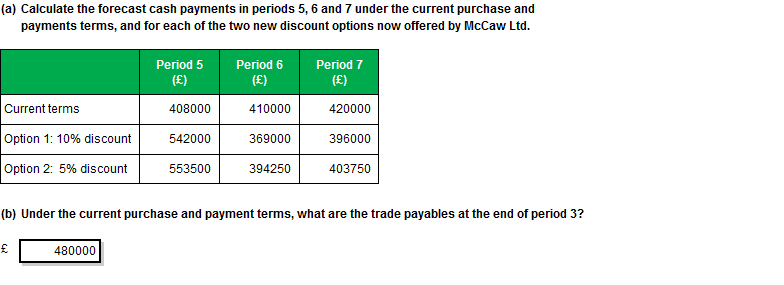 (a) Calculate the forecast cash payments in periods 5, 6 and 7 under the current purchase and
payments terms, and for each of the two new discount options now offered by McCaw Ltd.
Period 5 Period 6 Period 7
(£) (£) (£)
Current terms 408000 410000 420000
Option 1: 10% discount 542000 369000 396000
Option 2: 5% discount 553500 394250 403750
(b) Under the current purchase and payment terms, what are the trade payables at the end of period 3?
£ 480000